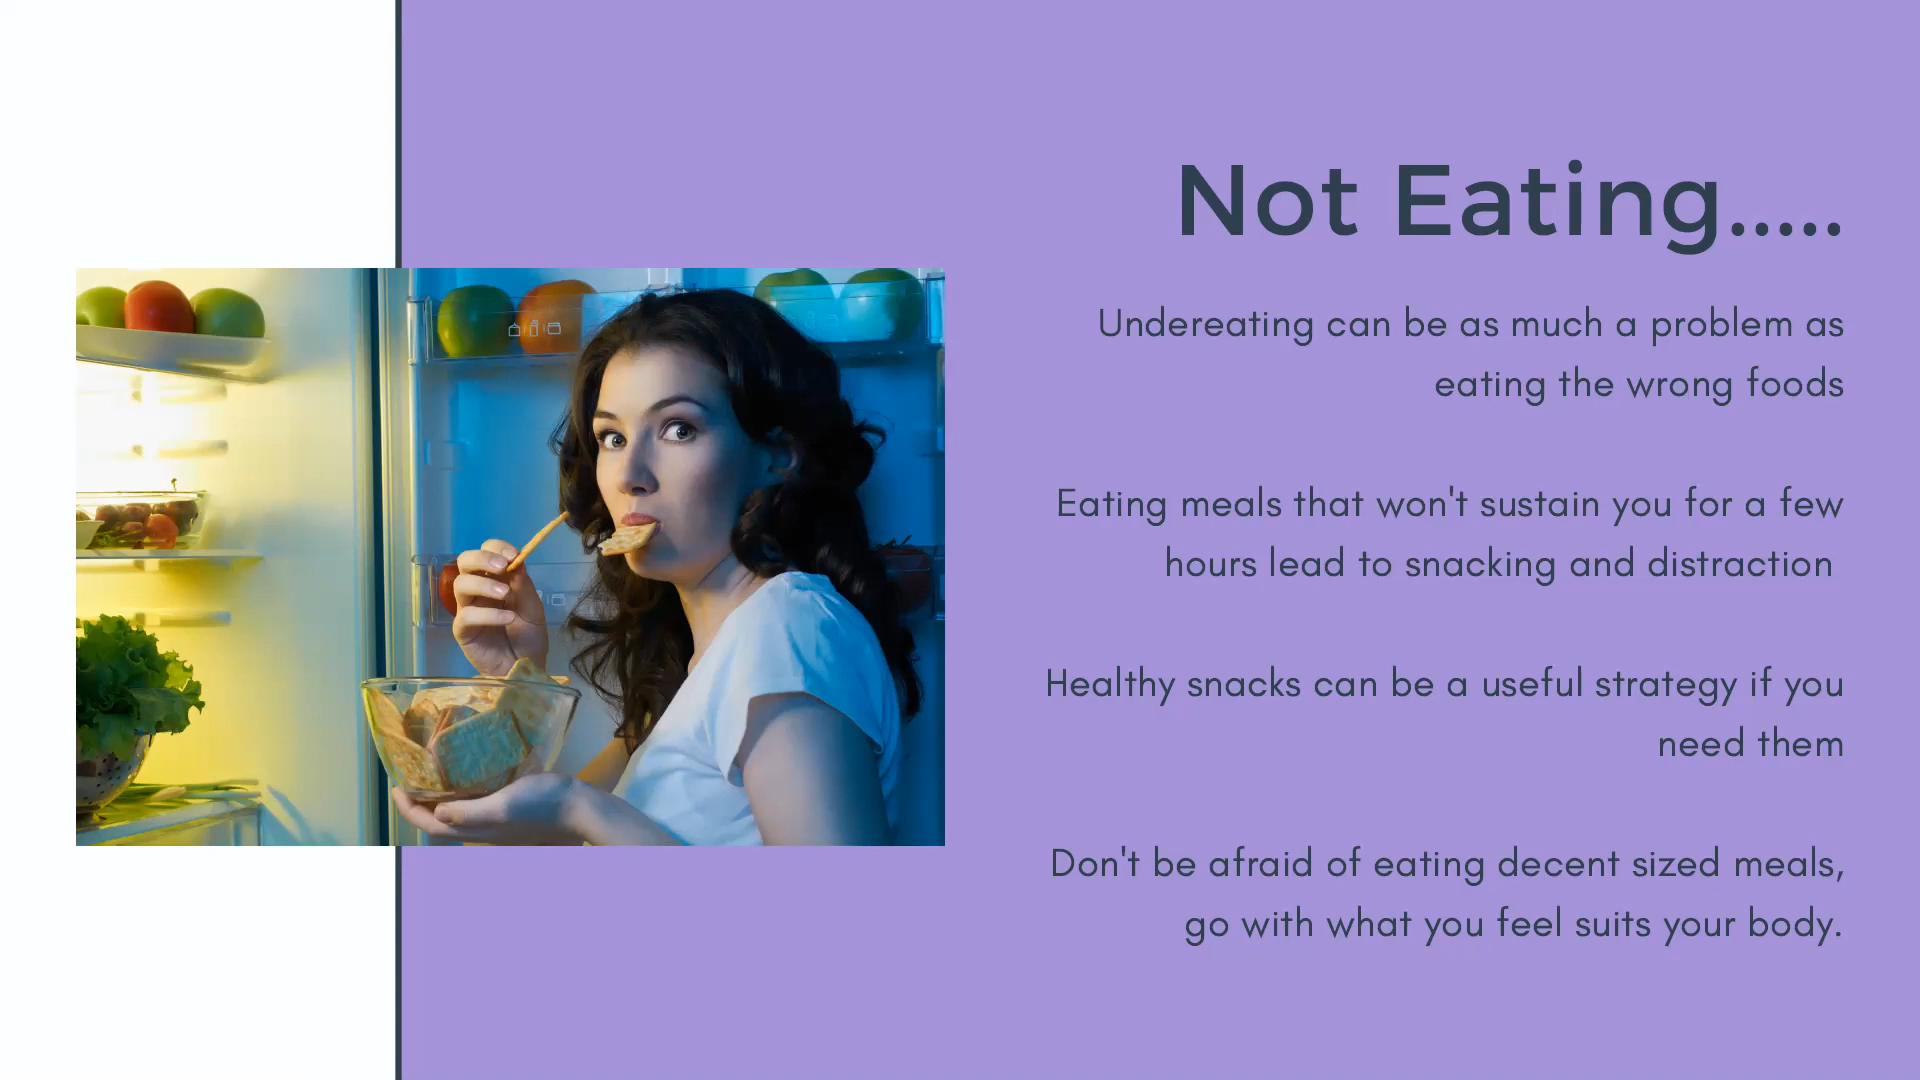 Not Eating.....
Undereating can be as much a problem as
eating the wrong foods
Eating meals that won't sustain you for a few
hours lead to snacking and distraction
Healthy snacks can be a useful strategy if you
need them
Don't be afraid of eating decent sized meals,
go with what you feel suits your body.